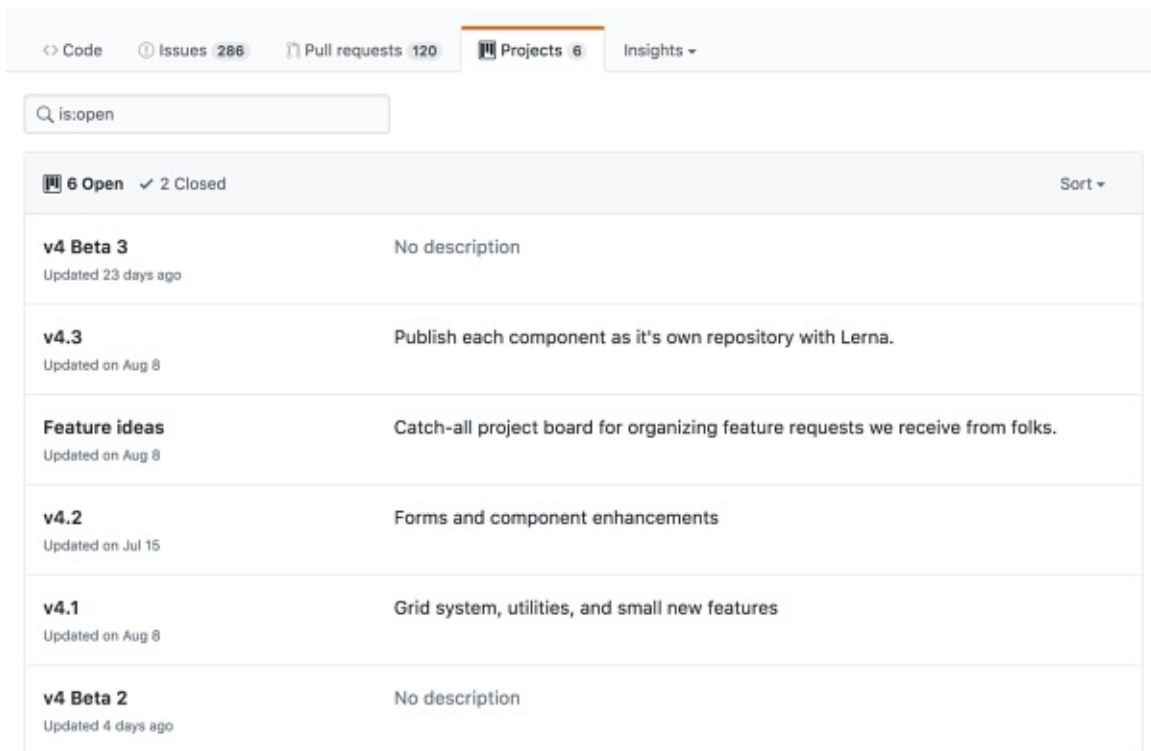 <> Code Issues 286 Pull requests 120 Projects 6 Insights
is:open
6 Open ✓ 2 Closed Sort
v4 Beta 3 No description
Updated 23 days ago
v4.3 Publish each component as it's own repository with Lerna.
Updated on Aug 8
Feature ideas Catch-all project board for organizing feature requests we receive from folks.
Updated on Aug 8
v4.2 Forms and component enhancements
Updated on Jul 15
v4.1 Grid system, utilities, and small new features
Updated on Aug 8
v4 Beta 2 No description
Updated 4 days ago